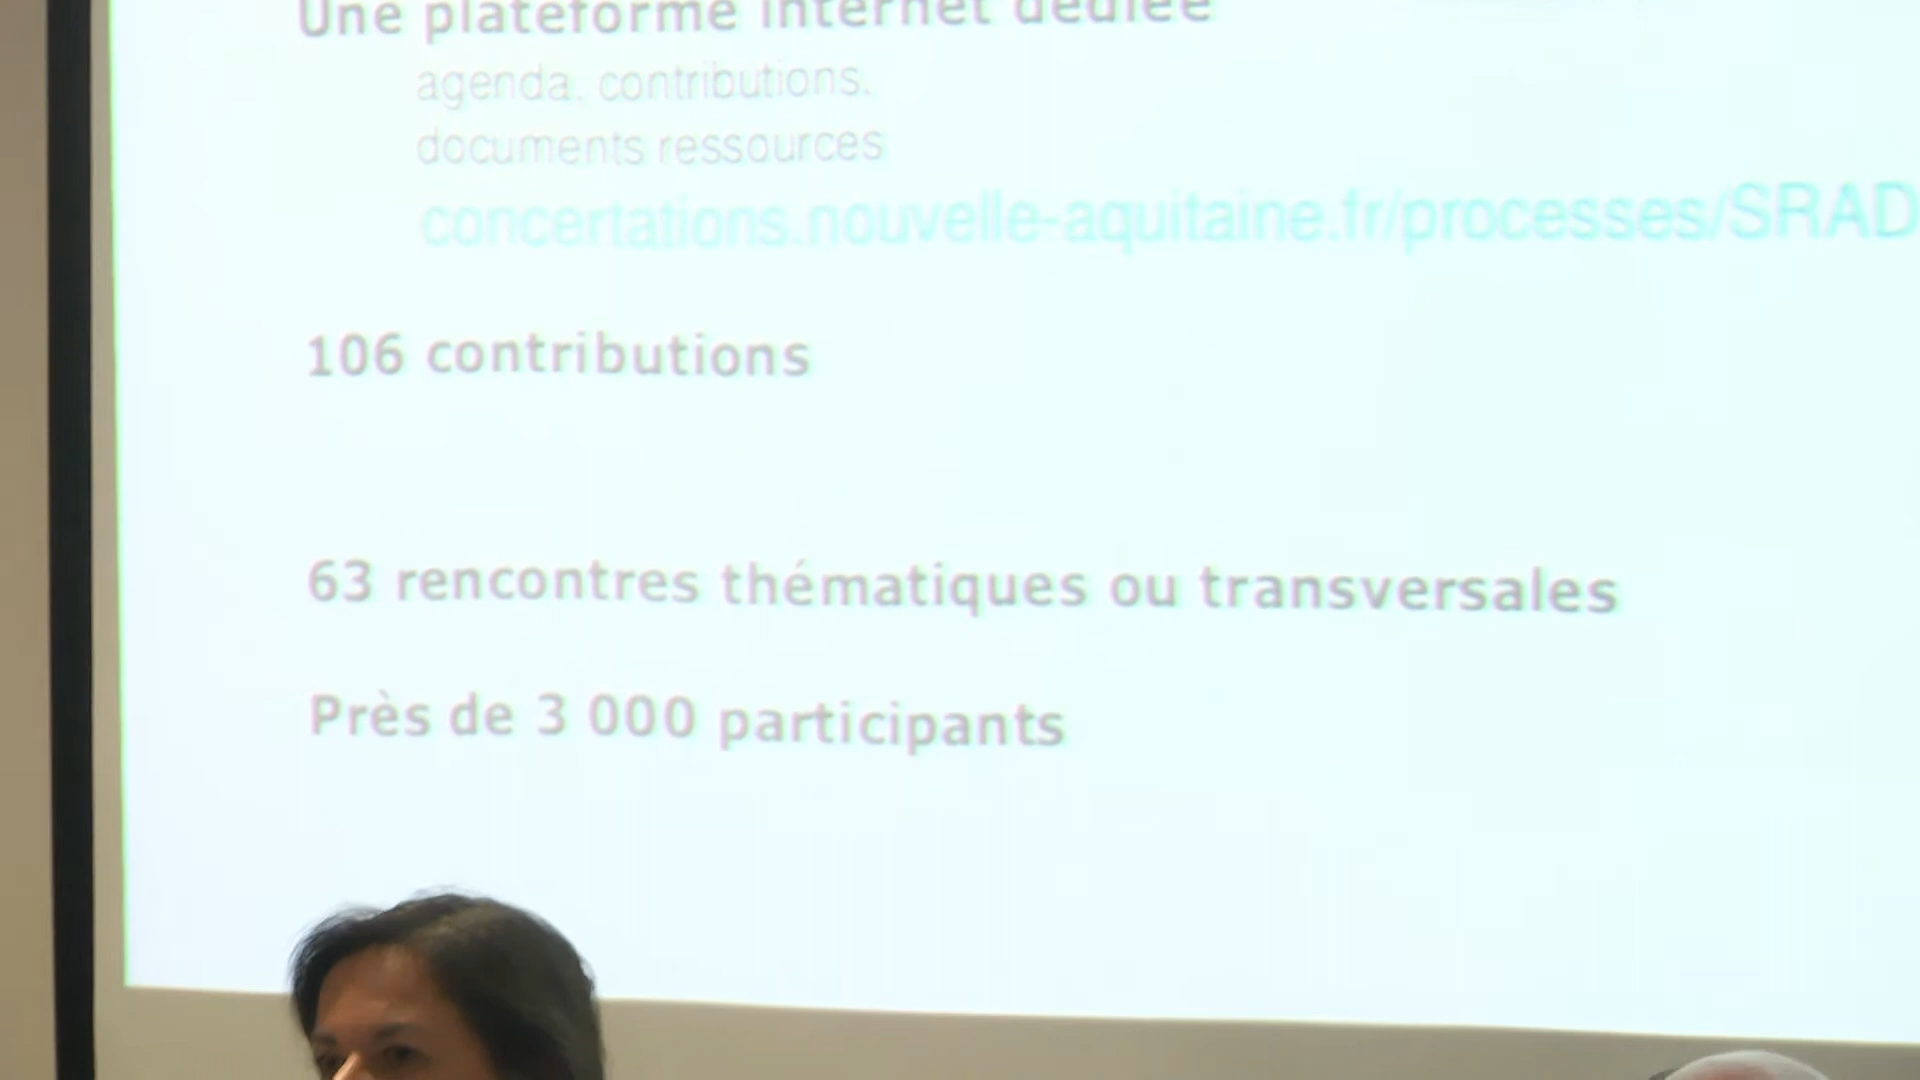 Une plateforme internet dédiée
agenda, contributions,
documents ressources
concertations.nouvelle-aquitaine.fr/processes/SRAD
106 contributions
63 rencontres thématiques ou transversales
Près de 3 000 participants